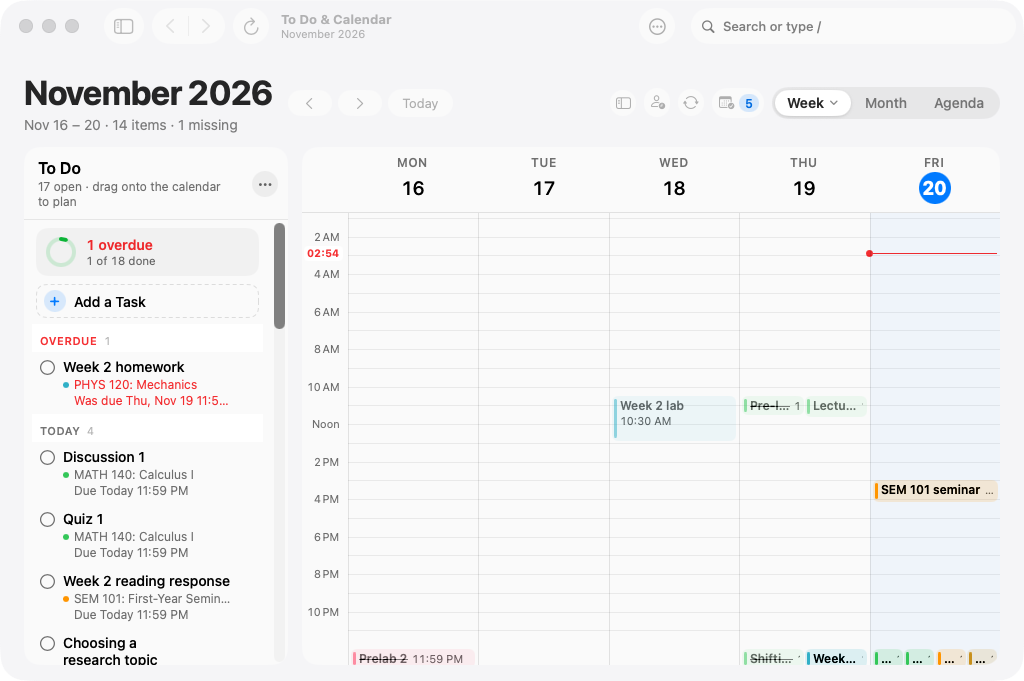 To Do & Calendar
November 2026
Search or type /
November 2026
Nov 16 – 20 · 14 items · 1 missing
Today
5
Week
Month
Agenda
To Do
17 open · drag onto the calendar
to plan
1 overdue
1 of 18 done
Add a Task
OVERDUE 1
Week 2 homework
PHYS 120: Mechanics
Was due Thu, Nov 19 11:5...
TODAY 4
Discussion 1
MATH 140: Calculus I
Due Today 11:59 PM
Quiz 1
MATH 140: Calculus I
Due Today 11:59 PM
Week 2 reading response
SEM 101: First-Year Semin...
Due Today 11:59 PM
Choosing a
research topic
MON
16
TUE
17
WED
18
THU
19
FRI
20
2 AM
02:54
4 AM
6 AM
8 AM
10 AM
Noon
2 PM
4 PM
6 PM
8 PM
10 PM
Week 2 lab
10:30 AM
Pre-l... 1
Lectu...
SEM 101 seminar ...
Prelab 2 11:59 PM
Shifti...
Week...
...
...
...
...